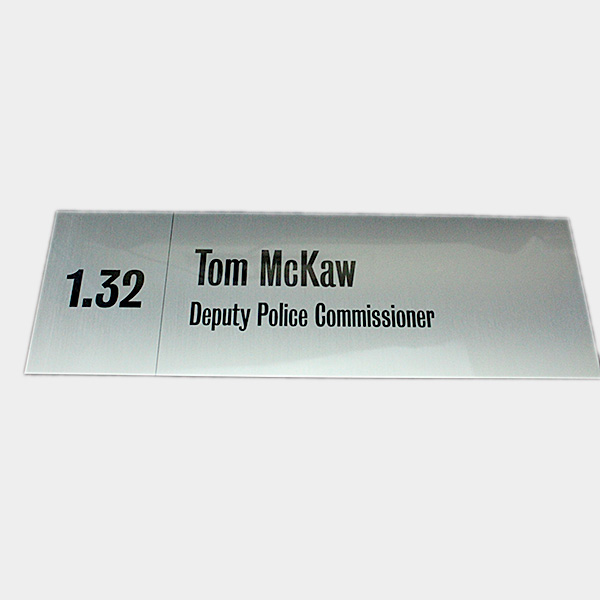 1.32
Tom McKaw
Deputy Police Commissioner